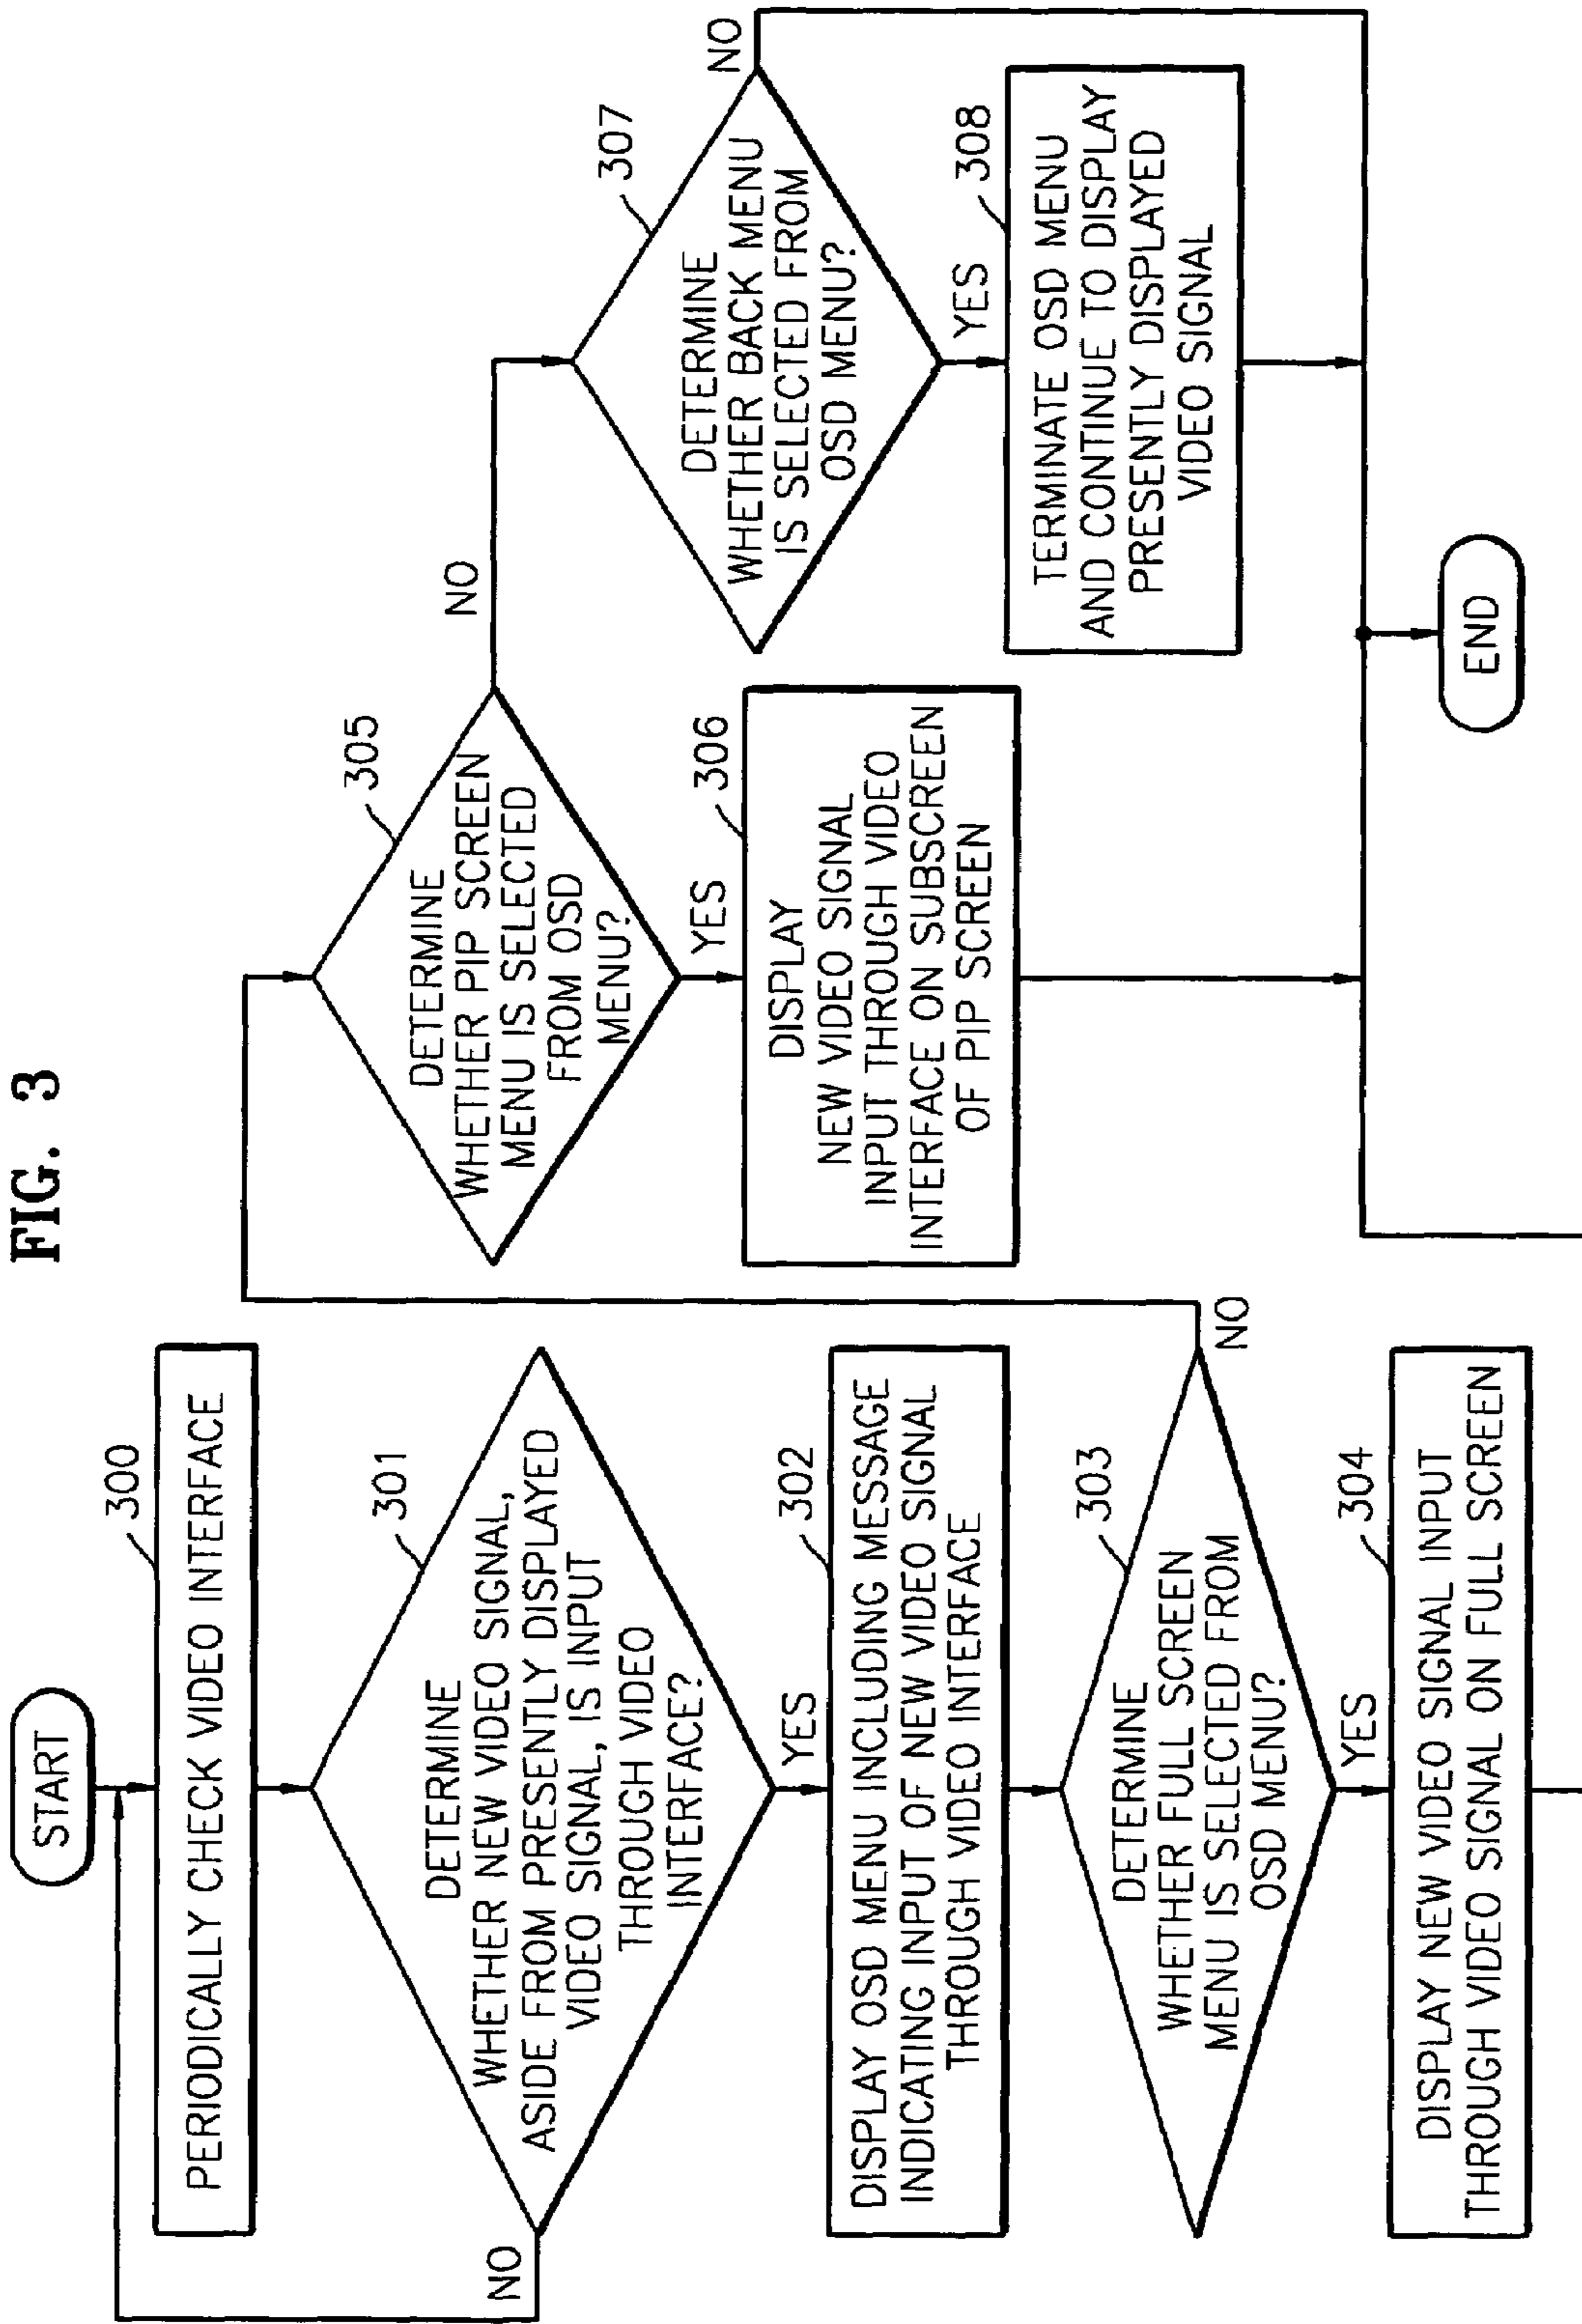 FIG. 3
START
300
PERIODICALLY CHECK VIDEO INTERFACE
301
DETERMINE
WHETHER NEW VIDEO SIGNAL,
ASIDE FROM PRESENTLY DISPLAYED
VIDEO SIGNAL, IS INPUT
THROUGH VIDEO
INTERFACE?
NO
YES
302
DISPLAY OSD MENU INCLUDING MESSAGE
INDICATING INPUT OF NEW VIDEO SIGNAL
THROUGH VIDEO INTERFACE
303
DETERMINE
WHETHER FULL SCREEN
MENU IS SELECTED FROM
OSD MENU?
NO
YES
304
DISPLAY NEW VIDEO SIGNAL INPUT
THROUGH VIDEO SIGNAL ON FULL SCREEN
305
DETERMINE
WHETHER PIP SCREEN
MENU IS SELECTED
FROM OSD
MENU?
NO
YES
306
DISPLAY
NEW VIDEO SIGNAL
INPUT THROUGH VIDEO
INTERFACE ON SUBSCREEN
OF PIP SCREEN
307
DETERMINE
WHETHER BACK MENU
IS SELECTED FROM
OSD MENU?
NO
YES
308
TERMINATE OSD MENU
AND CONTINUE TO DISPLAY
PRESENTLY DISPLAYED
VIDEO SIGNAL
END